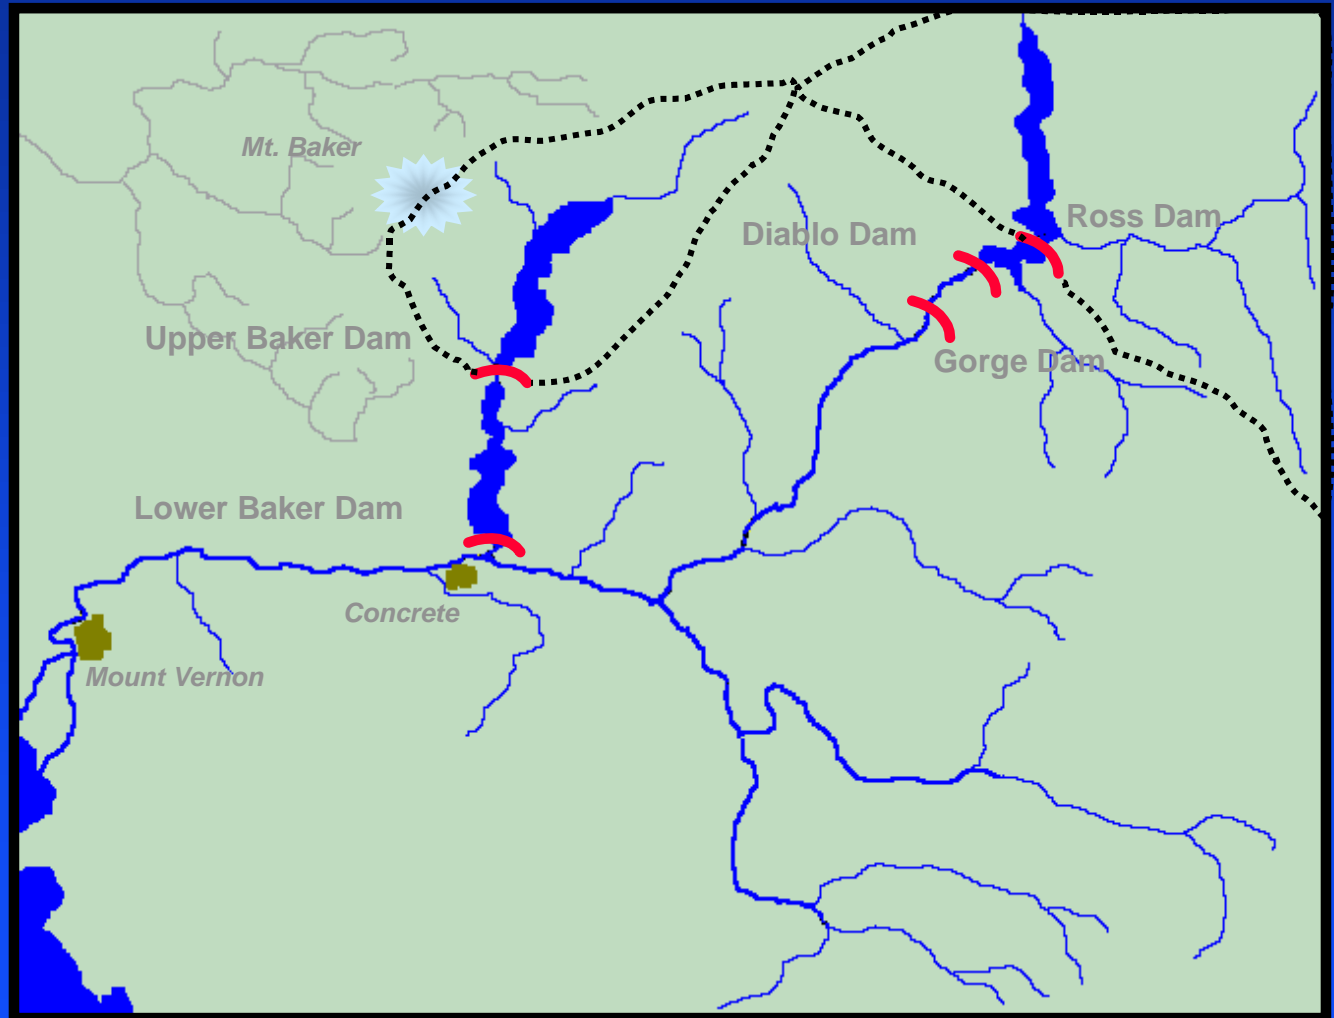 Mt. Baker
Ross Dam
Diablo Dam
Upper Baker Dam
Gorge Dam
Lower Baker Dam
Concrete
Mount Vernon